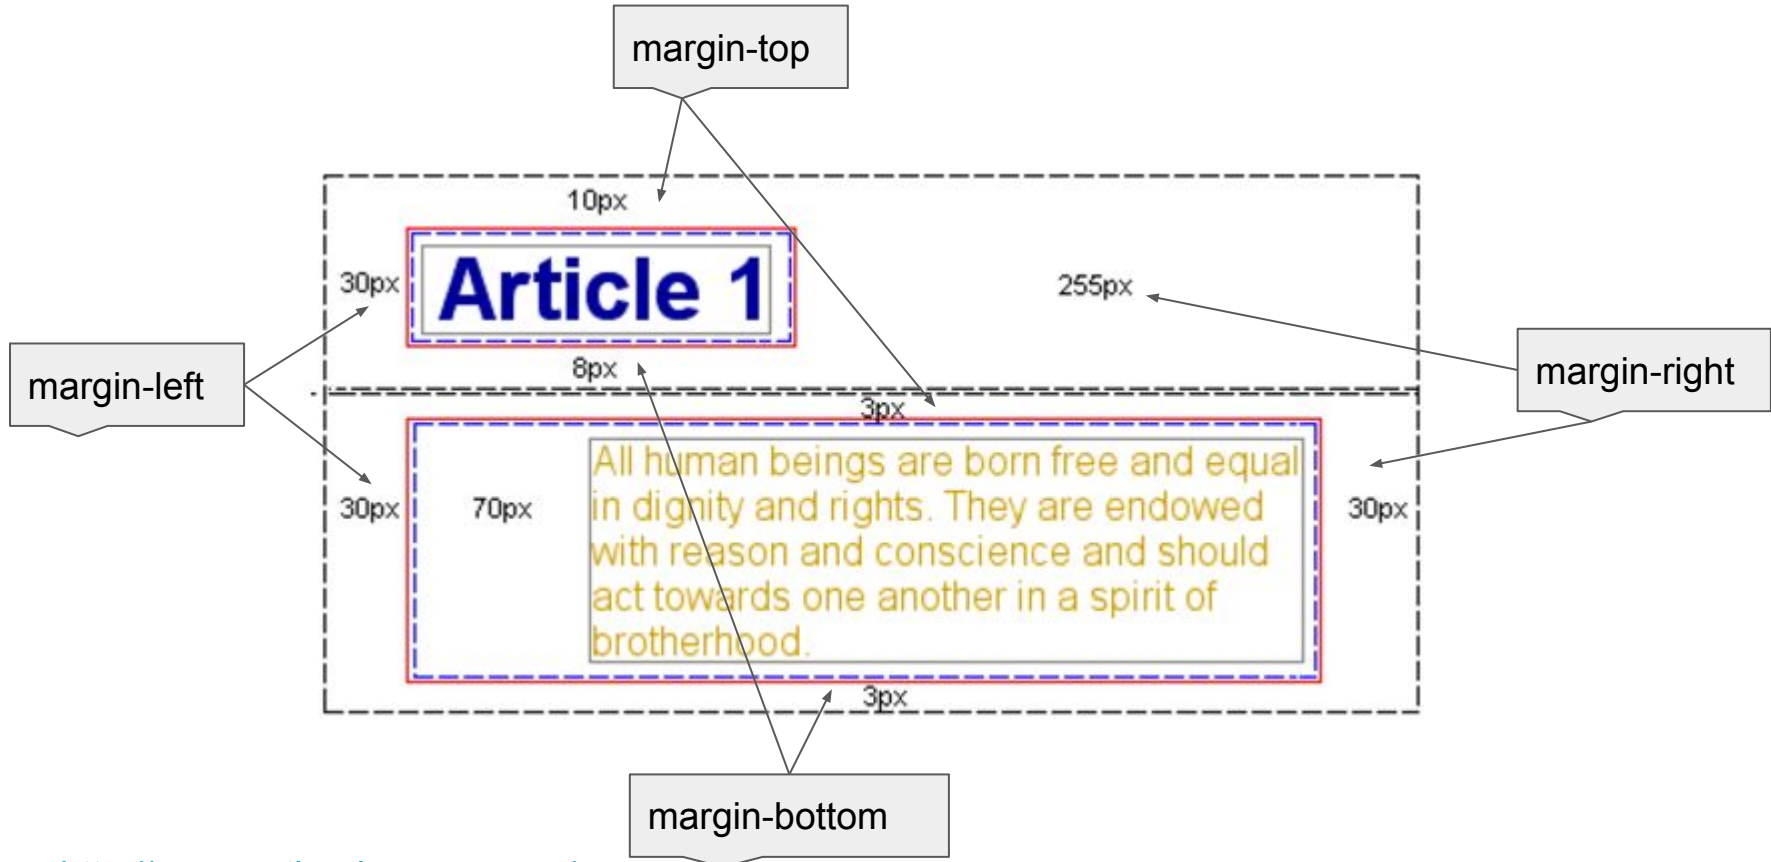 margin-top
10px
30px
Article 1
255px
8px
margin-left
margin-right
3px
30px
70px
All human beings are born free and equal
in dignity and rights. They are endowed
with reason and conscience and should
act towards one another in a spirit of
brotherhood.
30px
3px
margin-bottom